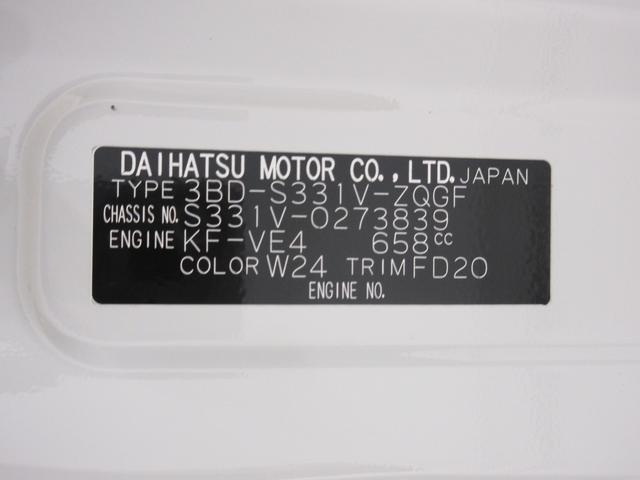 DAIHATSU MOTOR CO.,LTD. JAPAN
TYPE 3BD-S331V-ZQGF
CHASSIS NO. S331V-0273839
ENGINE KF-VE4 658cc
COLOR W24 TRIM FD20
ENGINE NO.